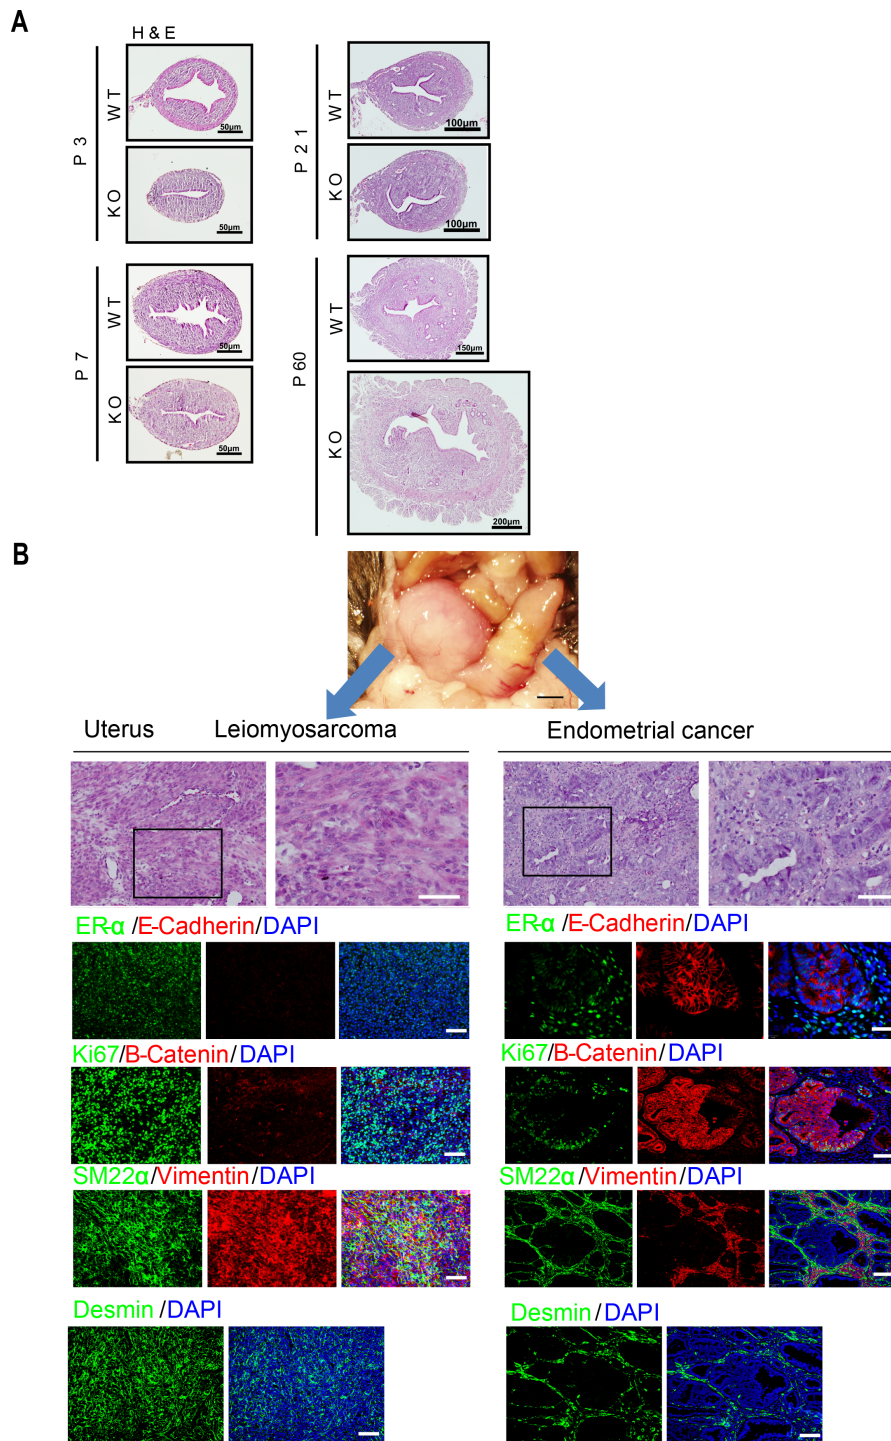 A
H & E
P 3
WT
50μm
KO
50μm
P 7
WT
50μm
KO
50μm
P 21
WT
100μm
KO
100μm
P 60
WT
150μm
KO
200μm
B
Uterus Leiomyosarcoma
ER-α /E-Cadherin/DAPI
Ki67/B-Catenin/DAPI
SM22α/Vimentin/DAPI
Desmin/DAPI
Endometrial cancer
ER-α /E-Cadherin/DAPI
Ki67/B-Catenin/DAPI
SM22α/Vimentin/DAPI
Desmin/DAPI